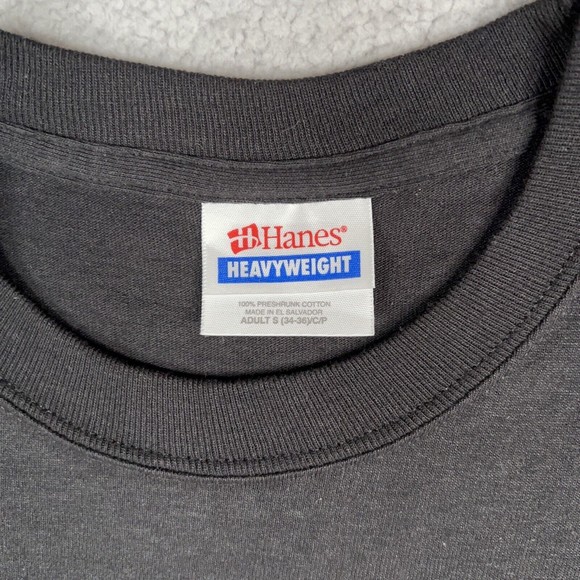 Hanes®
HEAVYWEIGHT
100% PRESHRUNK COTTON
MADE IN EL SALVADOR
ADULT S (34-36)/C/P